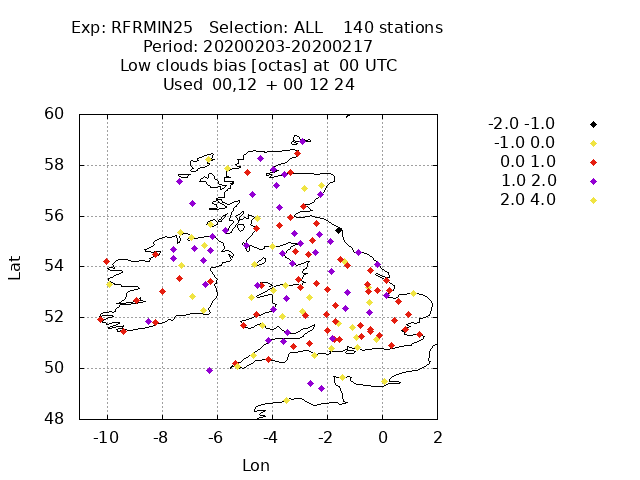 Exp: RFRMIN25 Selection: ALL 140 stations
Period: 20200203-20200217
Low clouds bias [octas] at 00 UTC
Used 00,12 + 00 12 24
60
58
56
54
52
50
48
Lat
-10 -8 -6 -4 -2 0 2
Lon
-2.0 -1.0
-1.0 0.0
0.0 1.0
1.0 2.0
2.0 4.0